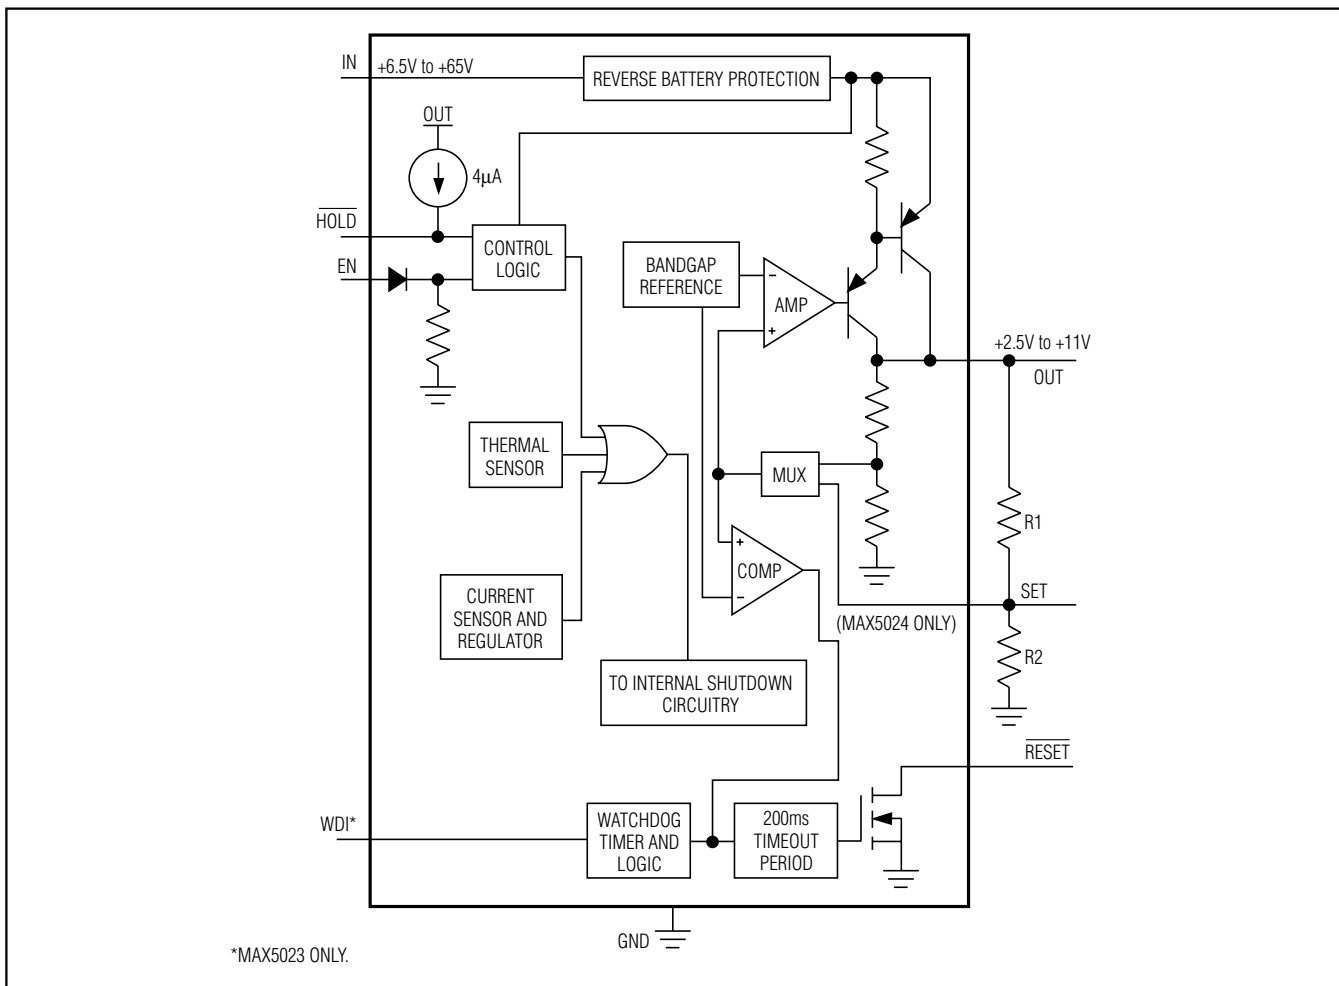 IN
+6.5V to +65V
REVERSE BATTERY PROTECTION
OUT
4μA
HOLD
CONTROL
LOGIC
EN
BANDGAP
REFERENCE
−
AMP
+
+2.5V to +11V
OUT
THERMAL
SENSOR
MUX
R1
+
COMP
−
SET
(MAX5024 ONLY)
CURRENT
SENSOR AND
REGULATOR
R2
TO INTERNAL SHUTDOWN
CIRCUITRY
RESET
WDI*
WATCHDOG
TIMER AND
LOGIC
200ms
TIMEOUT
PERIOD
GND
*MAX5023 ONLY.